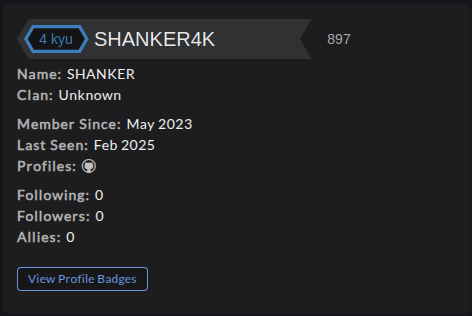 4 kyu SHANKER4K 897
Name: SHANKER
Clan: Unknown
Member Since: May 2023
Last Seen: Feb 2025
Profiles:
Following: 0
Followers: 0
Allies: 0
View Profile Badges